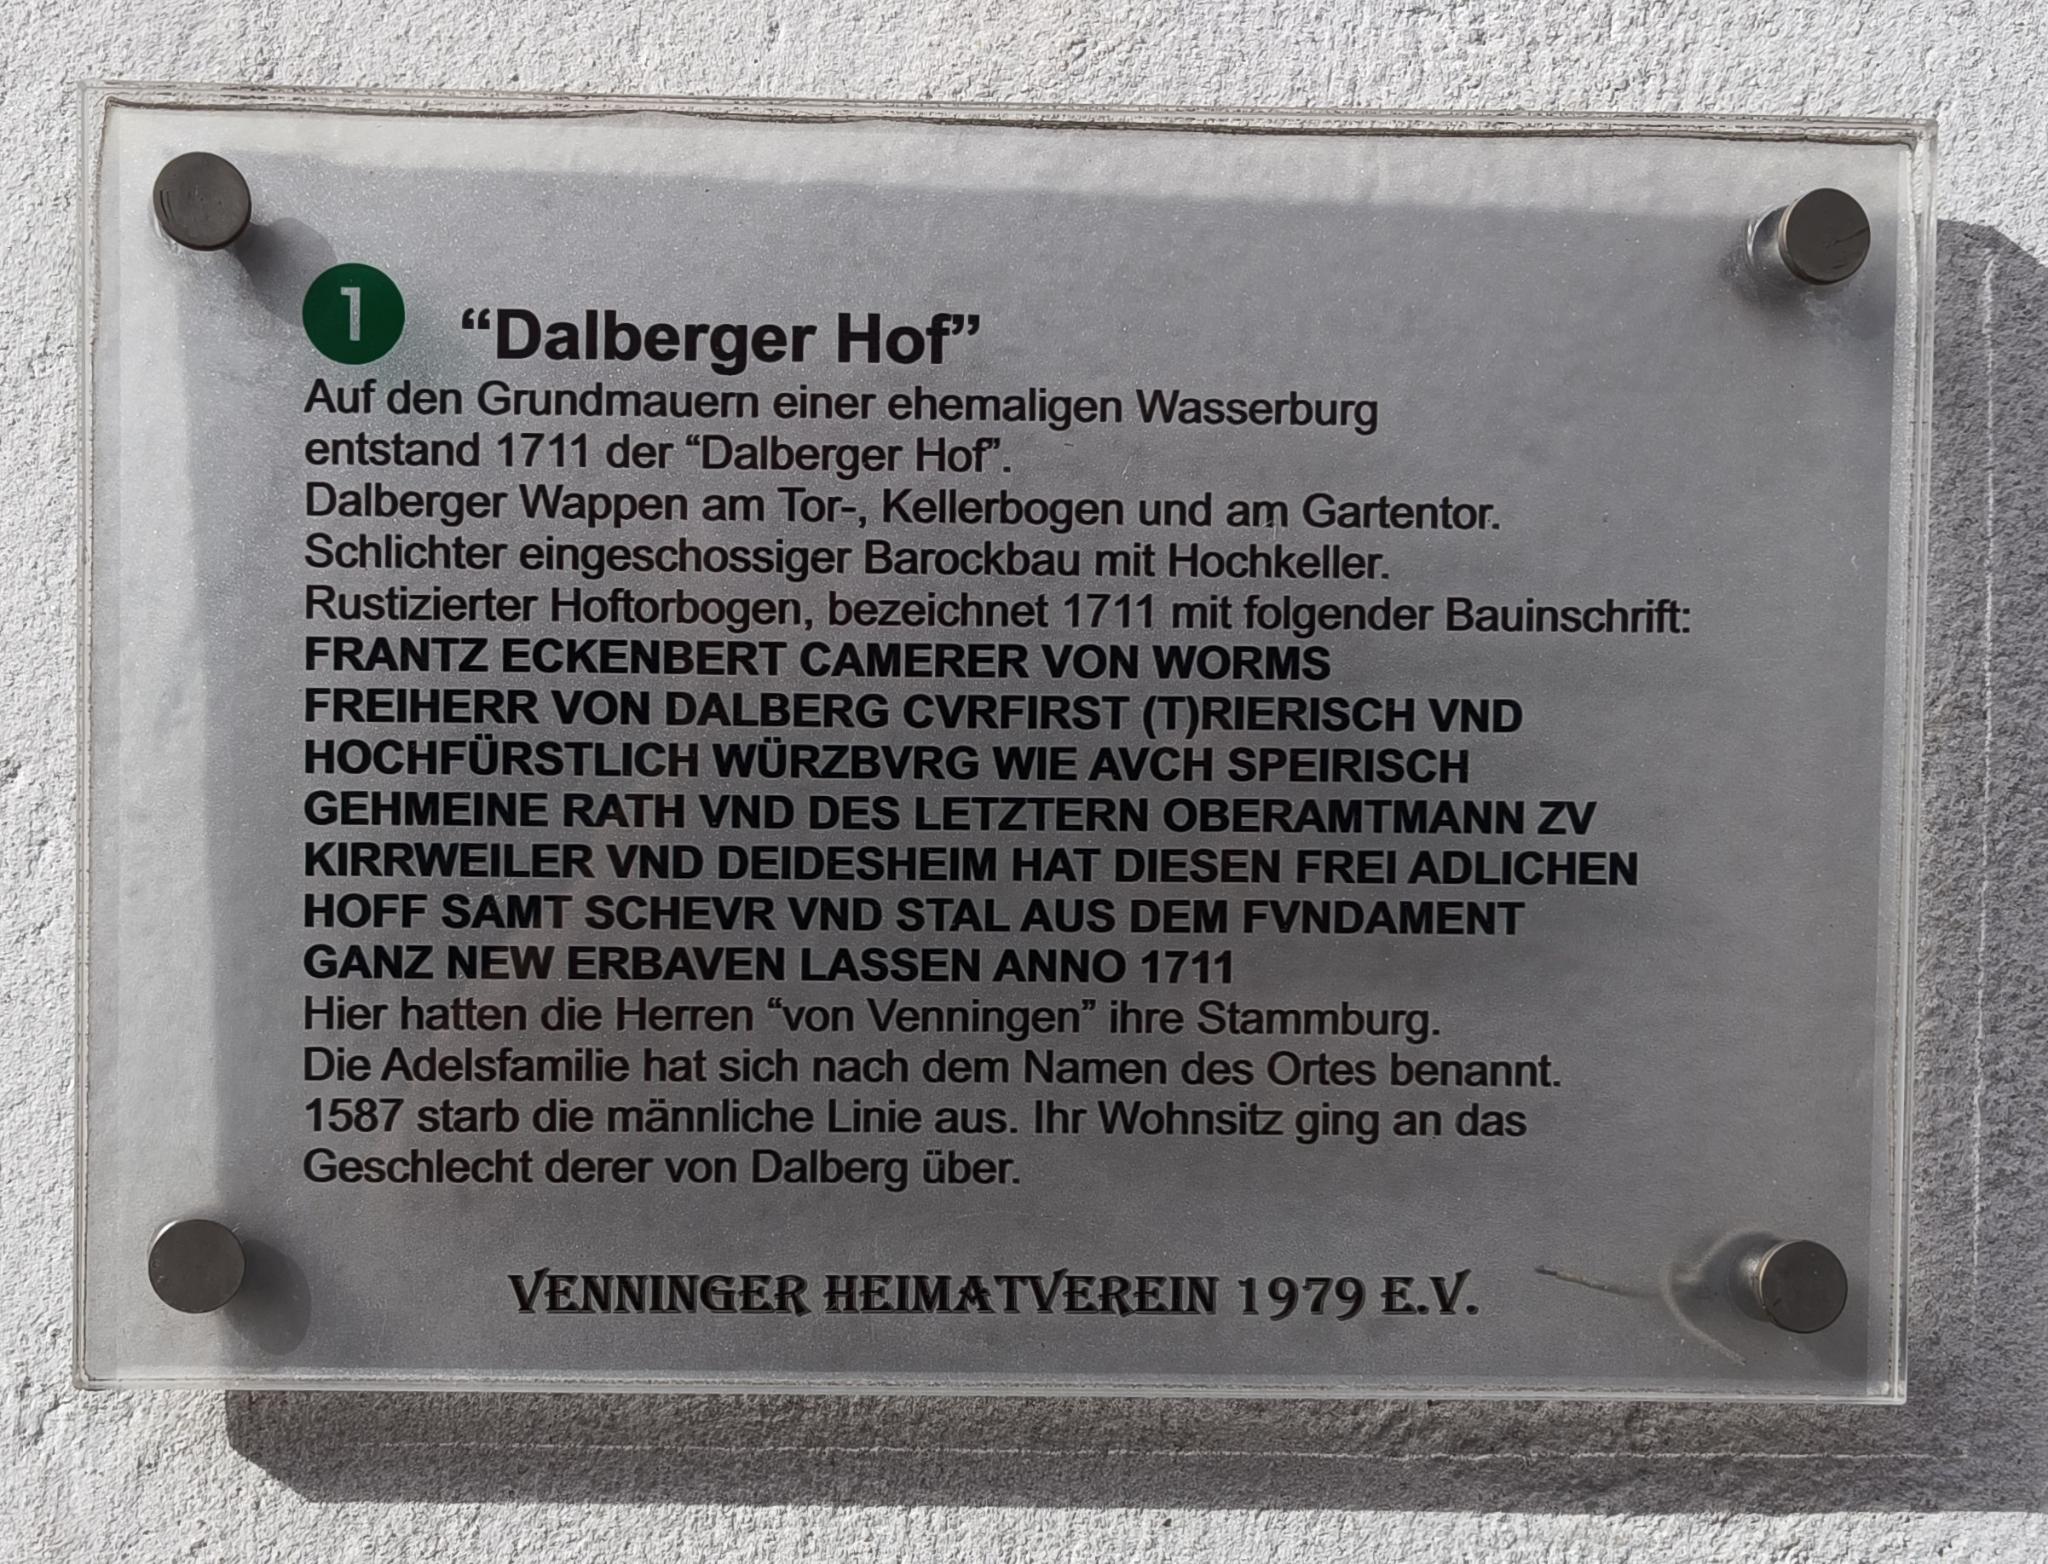 1
“Dalberger Hof”
Auf den Grundmauern einer ehemaligen Wasserburg
entstand 1711 der “Dalberger Hof”.
Dalberger Wappen am Tor-, Kellerbogen und am Gartentor.
Schlichter eingeschossiger Barockbau mit Hochkeller.
Rustizierter Hoftorbogen, bezeichnet 1711 mit folgender Bauinschrift:
FRANTZ ECKENBERT CAMERER VON WORMS
FREIHERR VON DALBERG CVRFIRST (T)RIERISCH VND
HOCHFÜRSTLICH WÜRZBVRG WIE AVCH SPEIRISCH
GEHMEINE RATH VND DES LETZTERN OBERAMTMANN ZV
KIRRWEILER VND DEIDESHEIM HAT DIESEN FREI ADLICHEN
HOFF SAMT SCHEVR VND STAL AUS DEM FVNDAMENT
GANZ NEW ERBAVEN LASSEN ANNO 1711
Hier hatten die Herren “von Venningen” ihre Stammburg.
Die Adelsfamilie hat sich nach dem Namen des Ortes benannt.
1587 starb die männliche Linie aus. Ihr Wohnsitz ging an das
Geschlecht derer von Dalberg über.
VENNINGER HEIMATVEREIN 1979 E.V.